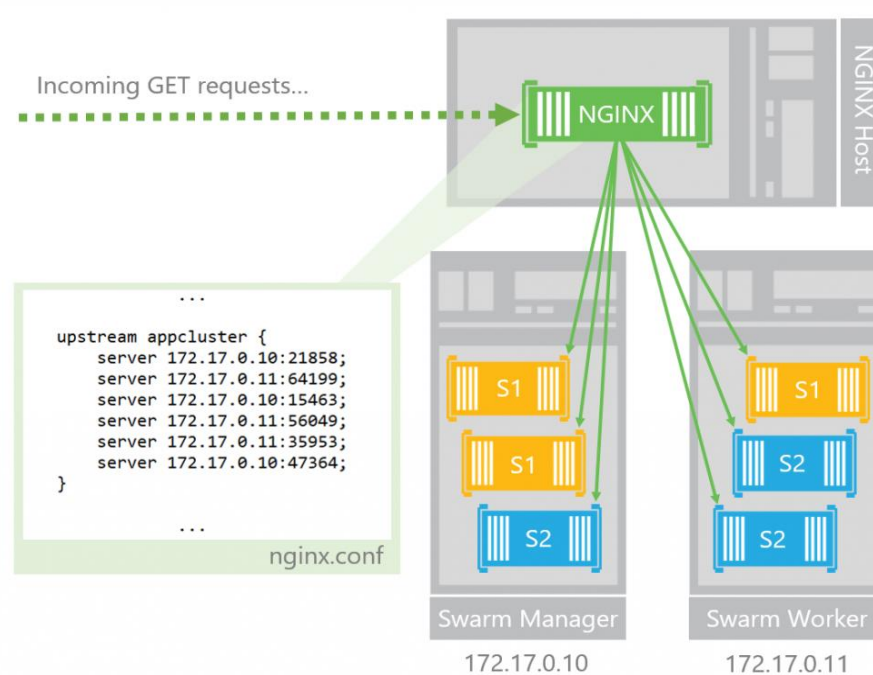 Incoming GET requests...
NGINX
NGINX Host
...
upstream appcluster {
    server 172.17.0.10:21858;
    server 172.17.0.11:64199;
    server 172.17.0.10:15463;
    server 172.17.0.11:56049;
    server 172.17.0.11:35953;
    server 172.17.0.10:47364;
}
...
nginx.conf
S1
S1
S2
Swarm Manager
172.17.0.10
S1
S2
S2
Swarm Worker
172.17.0.11